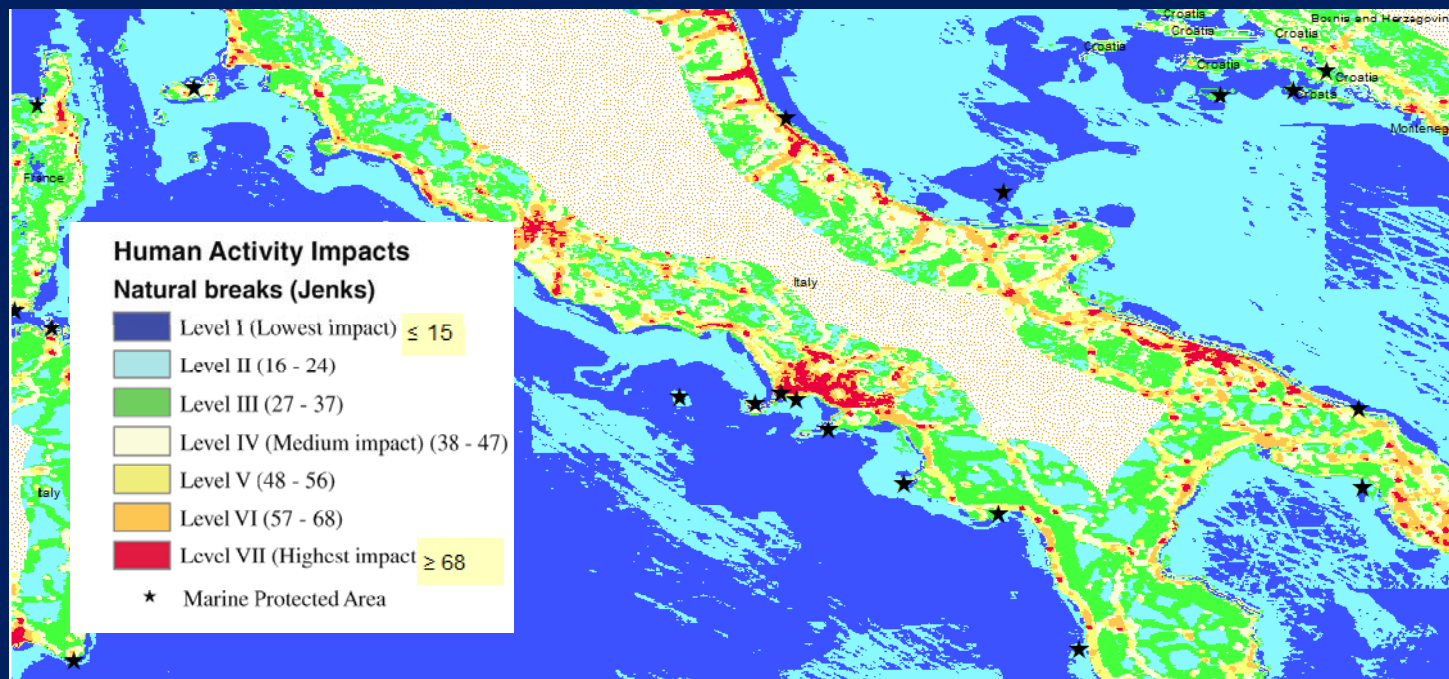 Croatia
Bosnia and Herzegovin
Croatia
Croatia
Croatia
Croatia
Croatia
Croatia
Monteneg
France
Italy
Italy
Human Activity Impacts
Natural breaks (Jenks)
Level I (Lowest impact) ≤ 15
Level II (16 - 24)
Level III (27 - 37)
Level IV (Medium impact) (38 - 47)
Level V (48 - 56)
Level VI (57 - 68)
Level VII (Highest impact ≥ 68
Marine Protected Area